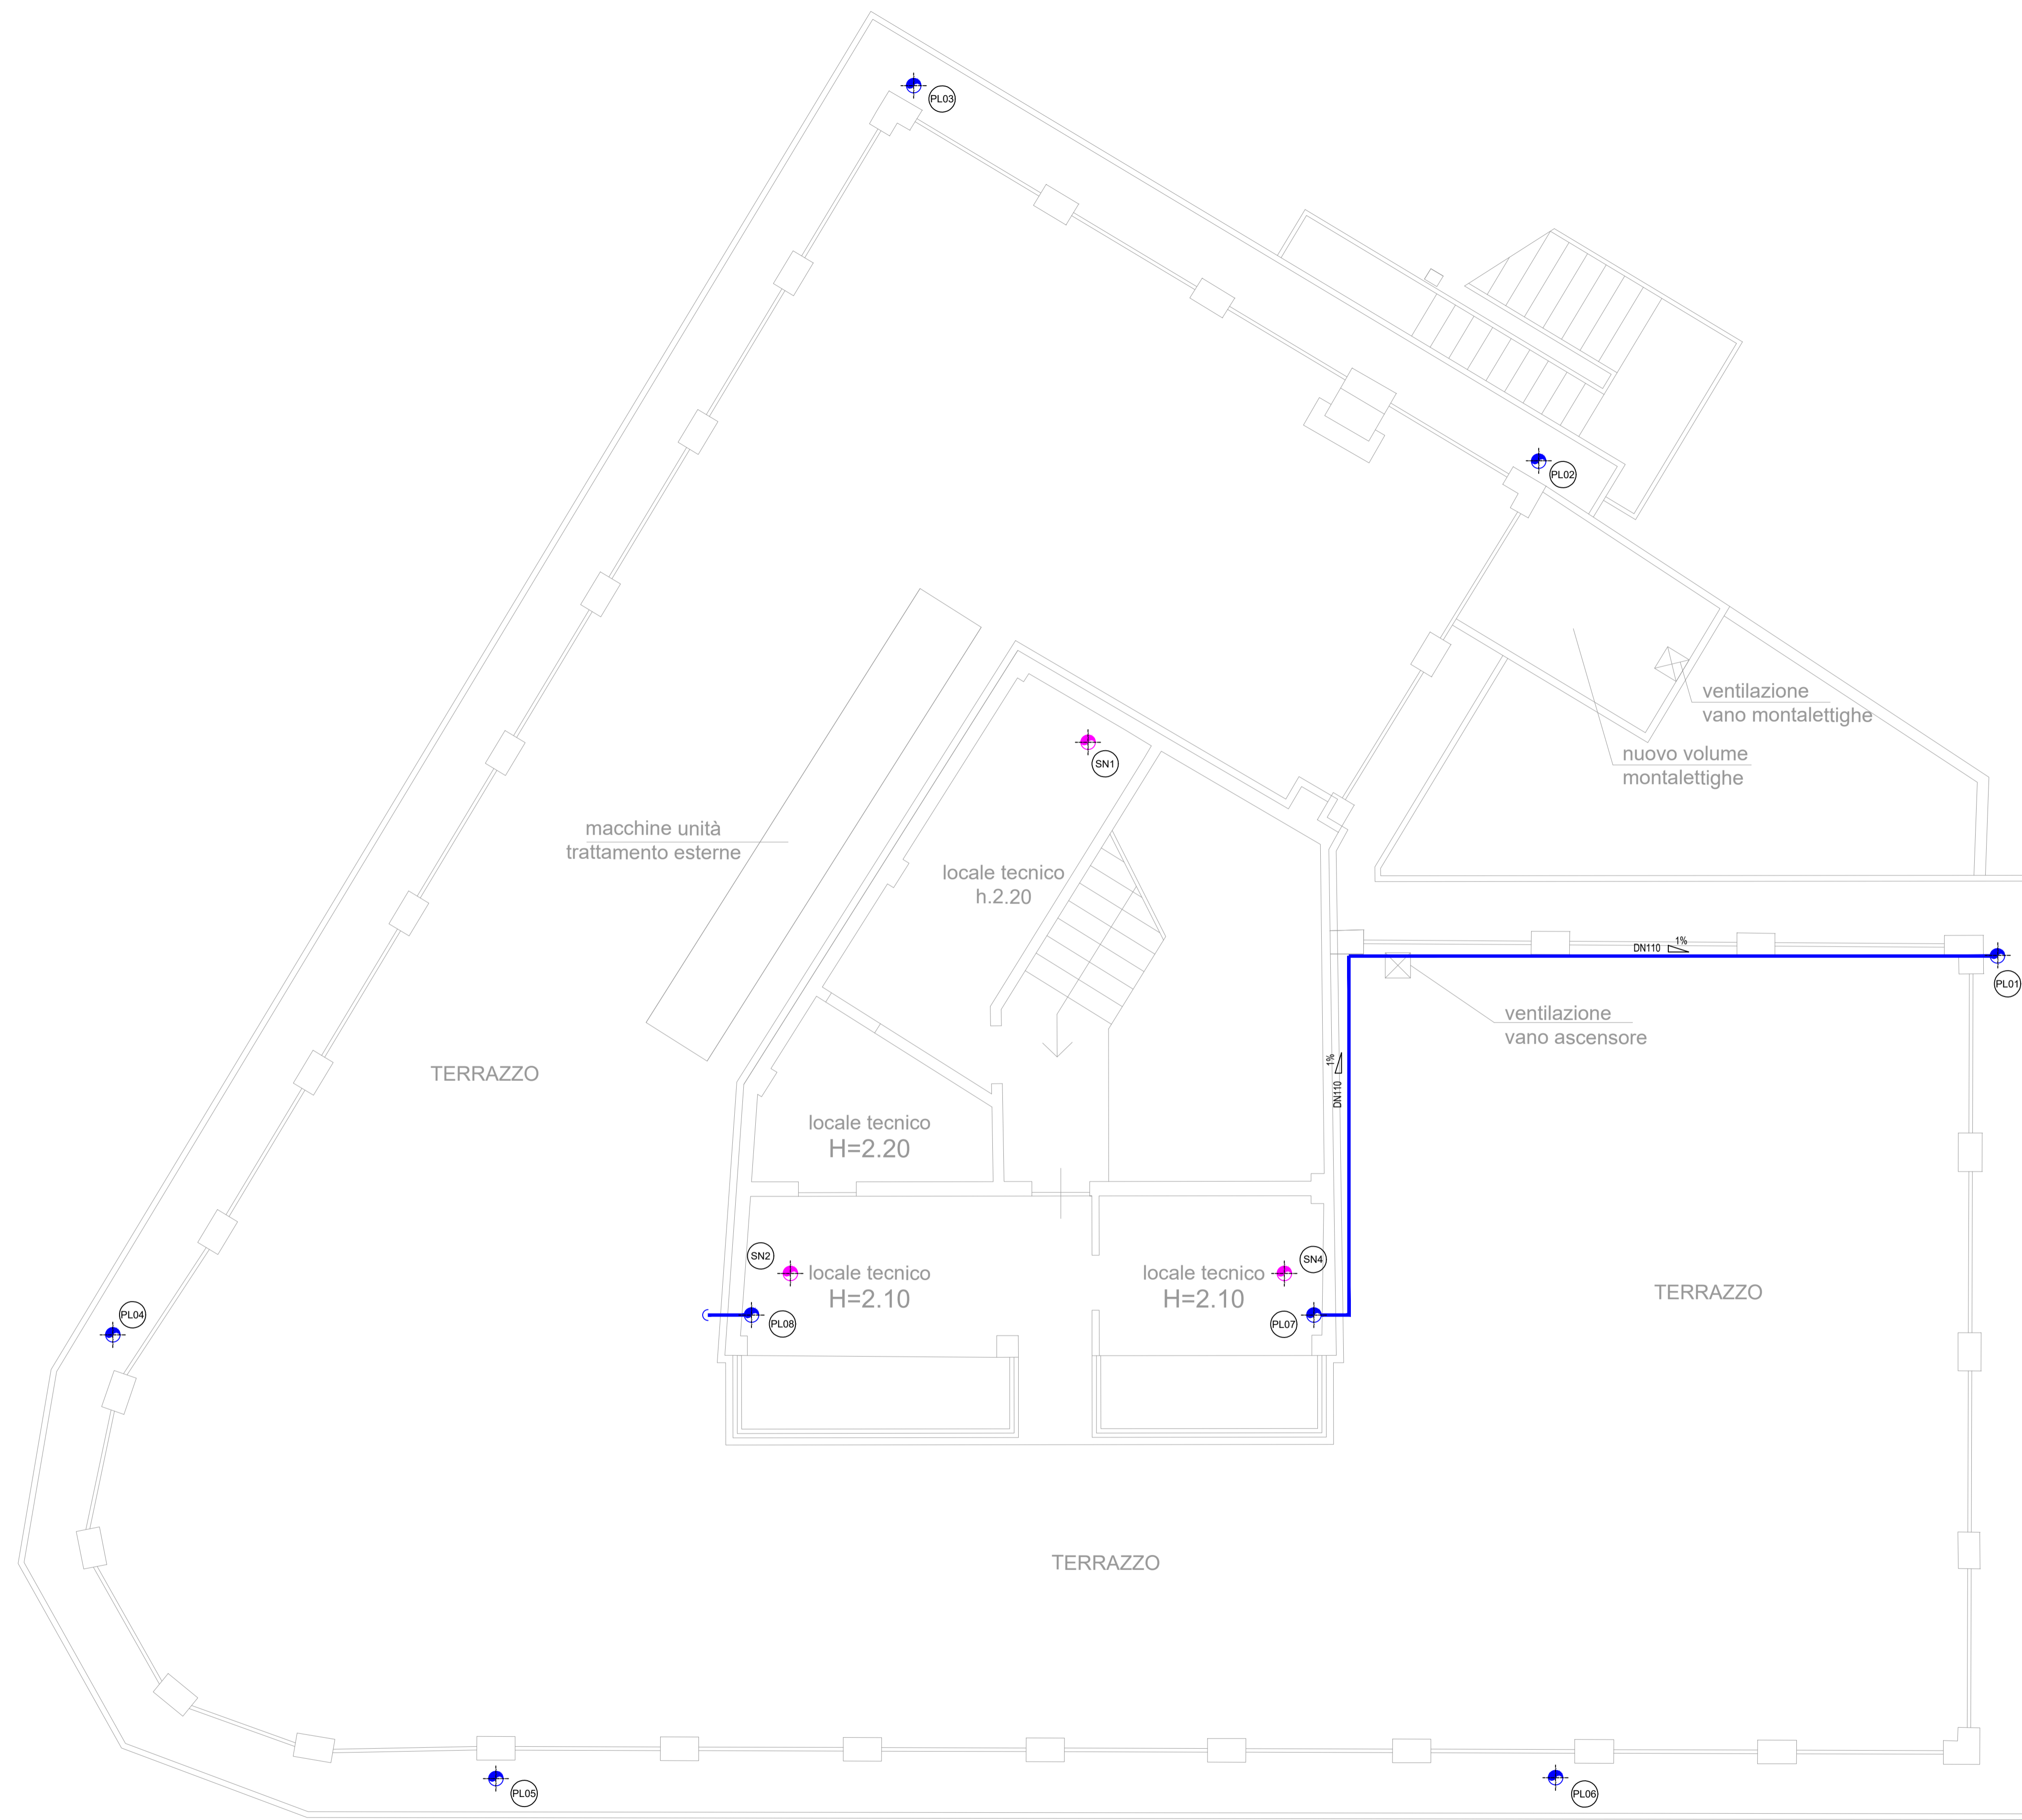 PL03
PL02
ventilazione
vano montalettighe
nuovo volume
montalettighe
SN1
macchine unità
trattamento esterne
locale tecnico
h.2.20
DN110
1%
PL01
ventilazione
vano ascensore
TERRAZZO
1%
DN110
locale tecnico
H=2.20
SN2
SN4
locale tecnico
H=2.10
locale tecnico
H=2.10
TERRAZZO
PL04
PL08
PL07
TERRAZZO
PL05
PL06